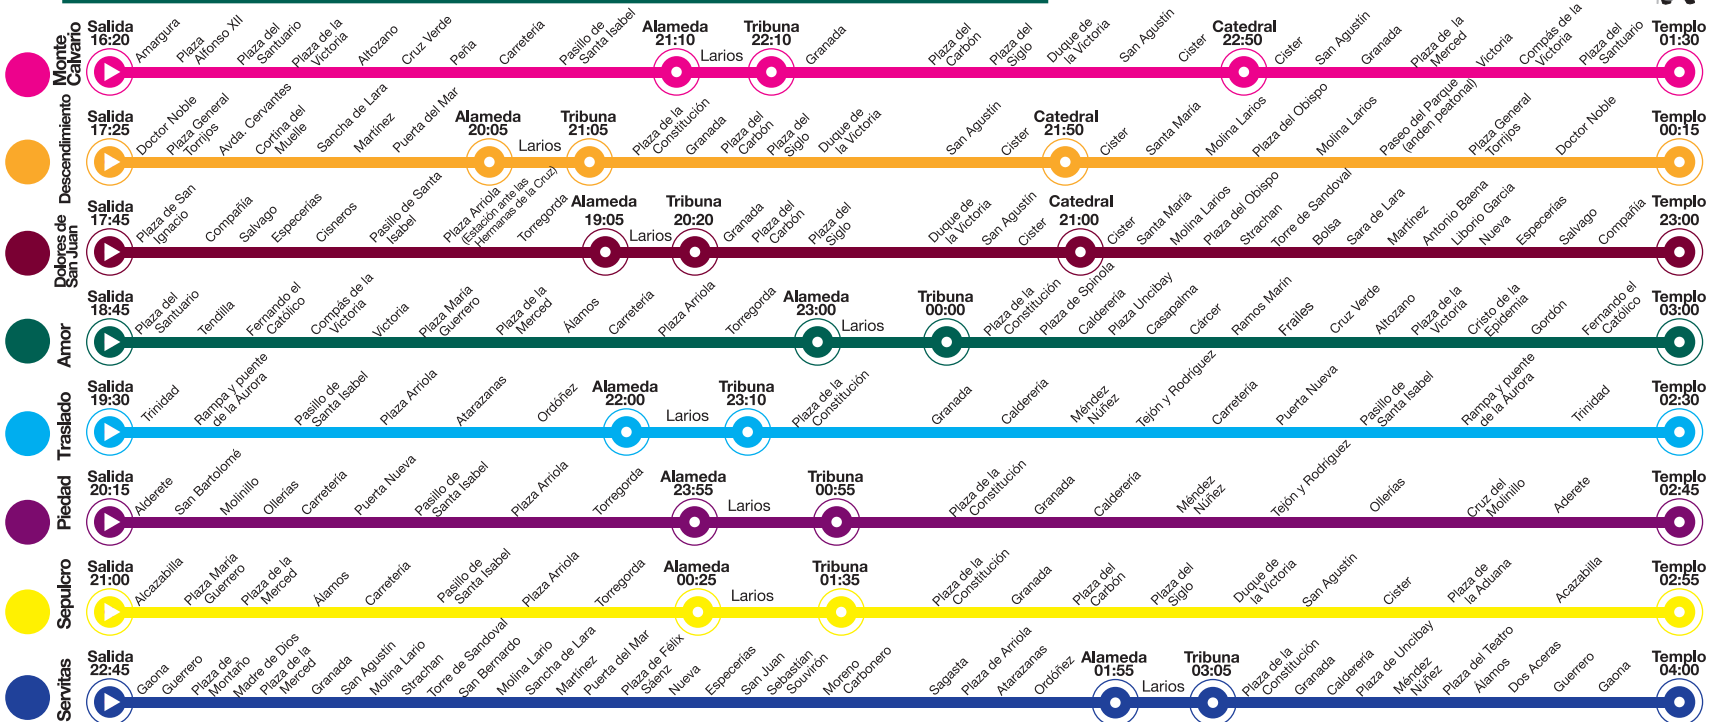 Monte
Calvario
Salida
16:20
Amargura
Plaza
Alfonso XII
Plaza del
Santuario
Plaza de la
Victoria
Altozano
Cruz Verde
Peña
Carretería
Pasillo de
Santa Isabel
Alameda
21:10
Larios
Tribuna
22:10
Granada
Plaza del
Carbón
Plaza del
Siglo
Duque de
la Victoria
San Agustín
Cister
Catedral
22:50
Cister
San Agustín
Granada
Plaza de la
Merced
Victoria
Compás de la
Victoria
Plaza del
Santuario
Templo
01:30
Descendimiento
Salida
17:25
Doctor Noble
Plaza General
Torrijos
Avda. Cervantes
Cortina del
Muelle
Sancha de Lara
Martínez
Puerta del Mar
Alameda
20:05
Larios
Tribuna
21:05
Plaza de la
Constitución
Granada
Plaza del
Carbón
Plaza del
Siglo
Duque de
la Victoria
San Agustín
Cister
Catedral
21:50
Cister
Santa María
Molina Larios
Plaza del Obispo
Molina Larios
Paseo del Parque
(anden peatonal)
Plaza General
Torrijos
Doctor Noble
Templo
00:15
Dolores de
San Juan
Salida
17:45
Plaza de San
Ignacio
Compañía
Salvago
Especerías
Cisneros
Pasillo de Santa
Isabel
Plaza Arriola
(Estación ante las
Hermanas de la Cruz)
Torregorda
Alameda
19:05
Larios
Tribuna
20:20
Granada
Plaza del
Carbón
Plaza del
Siglo
Duque de
la Victoria
San Agustín
Cister
Catedral
21:00
Cister
Santa María
Molina Larios
Plaza del Obispo
Strachan
Torre de Sandoval
Bolsa
Sara de Lara
Martínez
Antonio Baena
Liborio García
Nueva
Especerías
Salvago
Compañía
Templo
23:00
Amor
Salida
18:45
Plaza del
Santuario
Tendilla
Fernando el
Católico
Compás de la
Victoria
Victoria
Plaza María
Guerrero
Plaza de la
Merced
Álamos
Carretería
Plaza Arriola
Torregorda
Alameda
23:00
Larios
Tribuna
00:00
Plaza de la
Constitución
Plaza de Spinola
Calderería
Plaza Uncibay
Casapalma
Cárcer
Ramos Marín
Frailes
Cruz Verde
Altozano
Plaza de la
Victoria
Cristo de la
Epidemia
Gordón
Fernando el
Católico
Templo
03:00
Traslado
Salida
19:30
Trinidad
Rampa y puente
de la Aurora
Pasillo de
Santa Isabel
Plaza Arriola
Atarazanas
Ordóñez
Alameda
22:00
Larios
Tribuna
23:10
Plaza de la
Constitución
Granada
Calderería
Méndez
Núñez
Tejón y Rodríguez
Carretería
Puerta Nueva
Pasillo de
Santa Isabel
Rampa y puente
de la Aurora
Trinidad
Templo
02:30
Piedad
Salida
20:15
Alderete
San Bartolomé
Molinillo
Ollerías
Carretería
Puerta Nueva
Pasillo de
Santa Isabel
Plaza Arriola
Torregorda
Alameda
23:55
Larios
Tribuna
00:55
Plaza de la
Constitución
Granada
Calderería
Méndez
Núñez
Tejón y Rodríguez
Ollerías
Cruz del
Molinillo
Aderete
Templo
02:45
Sepulcro
Salida
21:00
Alcazabilla
Plaza María
Guerrero
Plaza de la
Merced
Álamos
Carretería
Pasillo de
Santa Isabel
Plaza Arriola
Torregorda
Alameda
00:25
Larios
Tribuna
01:35
Plaza de la
Constitución
Granada
Plaza del
Carbón
Plaza del
Siglo
Duque de
la Victoria
San Agustín
Cister
Plaza de
la Aduana
Acazabilla
Templo
02:55
Servitas
Salida
22:45
Gaona
Guerrero
Plaza de
Montaño
Madre de Dios
Plaza de la
Merced
Granada
San Agustín
Molina Lario
Strachan
Torre de Sandoval
San Bernardo
Molina Lario
Sancha de Lara
Martínez
Puerta del Mar
Plaza de Félix
Sáenz
Nueva
Especerías
San Juan
Sebastián
Souvirón
Moreno
Carbonero
Sagasta
Plaza de Arriola
Atarazanas
Ordóñez
Alameda
01:55
Larios
Tribuna
03:05
Plaza de la
Constitución
Granada
Calderería
Plaza de Uncibay
Méndez
Núñez
Plaza del Teatro
Álamos
Dos Aceras
Guerrero
Gaona
Templo
04:00